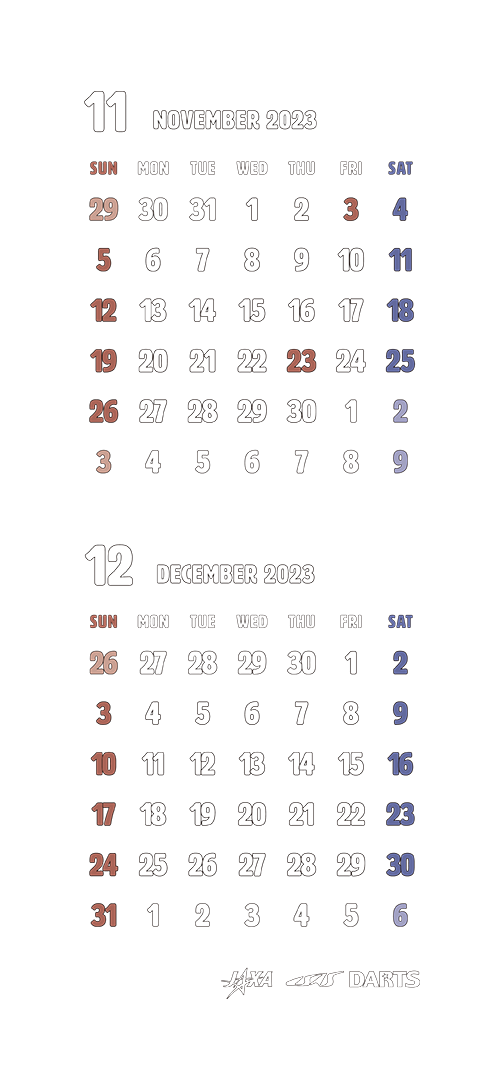 11 NOVEMBER 2023
SUN MON TUE WED THU FRI SAT
29 30 31 1 2 3 4
5 6 7 8 9 10 11
12 13 14 15 16 17 18
19 20 21 22 23 24 25
26 27 28 29 30 1 2
3 4 5 6 7 8 9
12 DECEMBER 2023
SUN MON TUE WED THU FRI SAT
26 27 28 29 30 1 2
3 4 5 6 7 8 9
10 11 12 13 14 15 16
17 18 19 20 21 22 23
24 25 26 27 28 29 30
31 1 2 3 4 5 6
JAXA ISAS DARTS